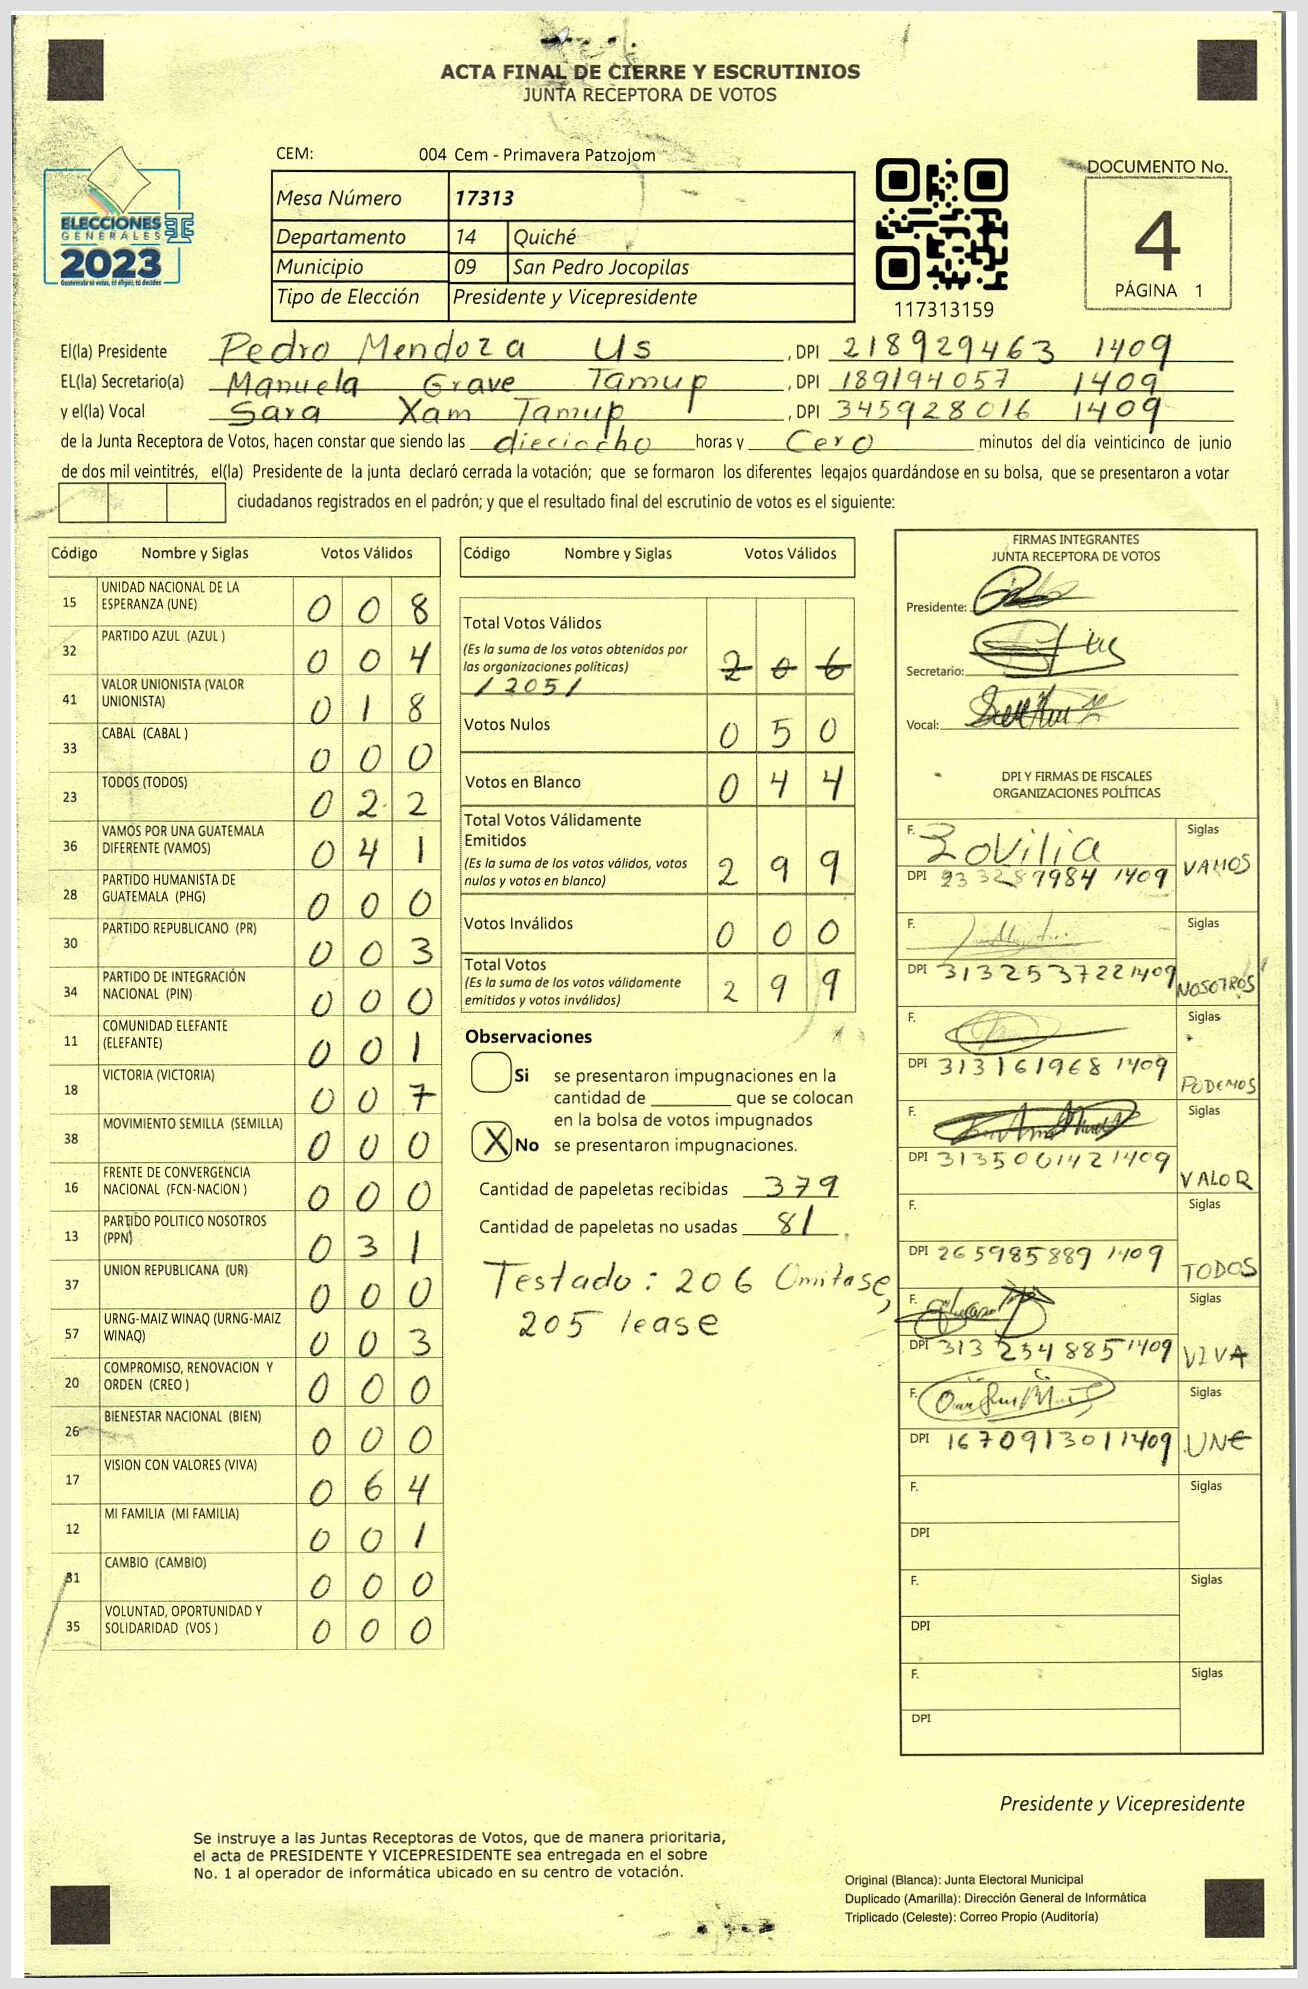 ACTA FINAL DE CIERRE Y ESCRUTINIOS
JUNTA RECEPTORA DE VOTOS
CEM: 004 Cem - Primavera Patzojom
Mesa Número 17313
Departamento 14 Quiché
Municipio 09 San Pedro Jocopilas
Tipo de Elección Presidente y Vicepresidente
ELECCIONES
GENERALES
2023
Guatemala tú votas, tú eliges, tú decides
117313159
DOCUMENTO No.
4
PÁGINA 1
El(la) Presidente Pedro Mendoza Us , DPI 218929463 1409
EL(la) Secretario(a) Manuela Grave Tamup , DPI 189194057 1409
y el(la) Vocal Sara Xam Tamup , DPI 345928016 1409
de la Junta Receptora de Votos, hacen constar que siendo las dieciocho horas y Cero minutos del día veinticinco de junio
de dos mil veintitrés, el(la) Presidente de la junta declaró cerrada la votación; que se formaron los diferentes legajos guardándose en su bolsa, que se presentaron a votar
ciudadanos registrados en el padrón; y que el resultado final del escrutinio de votos es el siguiente:
Código Nombre y Siglas Votos Válidos
15 UNIDAD NACIONAL DE LA ESPERANZA (UNE) 0 0 8
32 PARTIDO AZUL (AZUL ) 0 0 4
41 VALOR UNIONISTA (VALOR UNIONISTA) 0 1 8
33 CABAL (CABAL ) 0 0 0
23 TODOS (TODOS) 0 2 2
36 VAMOS POR UNA GUATEMALA DIFERENTE (VAMOS) 0 4 1
28 PARTIDO HUMANISTA DE GUATEMALA (PHG) 0 0 0
30 PARTIDO REPUBLICANO (PR) 0 0 3
34 PARTIDO DE INTEGRACIÓN NACIONAL (PIN) 0 0 0
11 COMUNIDAD ELEFANTE (ELEFANTE) 0 0 1
18 VICTORIA (VICTORIA) 0 0 7
38 MOVIMIENTO SEMILLA (SEMILLA) 0 0 0
16 FRENTE DE CONVERGENCIA NACIONAL (FCN-NACION ) 0 0 0
13 PARTIDO POLITICO NOSOTROS (PPN) 0 3 1
37 UNION REPUBLICANA (UR) 0 0 0
57 URNG-MAIZ WINAQ (URNG-MAIZ WINAQ) 0 0 3
20 COMPROMISO, RENOVACION Y ORDEN (CREO ) 0 0 0
26 BIENESTAR NACIONAL (BIEN) 0 0 0
17 VISION CON VALORES (VIVA) 0 6 4
12 MI FAMILIA (MI FAMILIA) 0 0 1
31 CAMBIO (CAMBIO) 0 0 0
35 VOLUNTAD, OPORTUNIDAD Y SOLIDARIDAD (VOS ) 0 0 0
Código Nombre y Siglas Votos Válidos
Total Votos Válidos
(Es la suma de los votos obtenidos por
las organizaciones políticas) 2 0 6
/ 205 /
Votos Nulos 0 5 0
Votos en Blanco 0 4 4
Total Votos Válidamente
Emitidos
(Es la suma de los votos válidos, votos
nulos y votos en blanco) 2 9 9
Votos Inválidos 0 0 0
Total Votos
(Es la suma de los votos válidamente
emitidos y votos inválidos) 2 9 9
Observaciones
Si se presentaron impugnaciones en la
cantidad de ________ que se colocan
en la bolsa de votos impugnados
X No se presentaron impugnaciones.
Cantidad de papeletas recibidas 379
Cantidad de papeletas no usadas 81
Testado: 206 Omitase,
205 lease
FIRMAS INTEGRANTES
JUNTA RECEPTORA DE VOTOS
Presidente:
Secretario:
Vocal:
DPI Y FIRMAS DE FISCALES
ORGANIZACIONES POLÍTICAS
F. Siglas
DPI 233289984 1409 VAMOS
F. Siglas
DPI 313253722 1409 NOSOTROS
F. Siglas
DPI 313161968 1409 PODEMOS
F. Siglas
DPI 313500142 1409 VALOR
F. Siglas
DPI 265985889 1409 TODOS
F. Siglas
DPI 313 234 885 1409 VIVA
F. Siglas
DPI 167091301 1409 UNE
F. Siglas
DPI
F. Siglas
DPI
F. Siglas
DPI
Presidente y Vicepresidente
Se instruye a las Juntas Receptoras de Votos, que de manera prioritaria,
el acta de PRESIDENTE Y VICEPRESIDENTE sea entregada en el sobre
No. 1 al operador de informática ubicado en su centro de votación.
Original (Blanca): Junta Electoral Municipal
Duplicado (Amarilla): Dirección General de Informática
Triplicado (Celeste): Correo Propio (Auditoría)